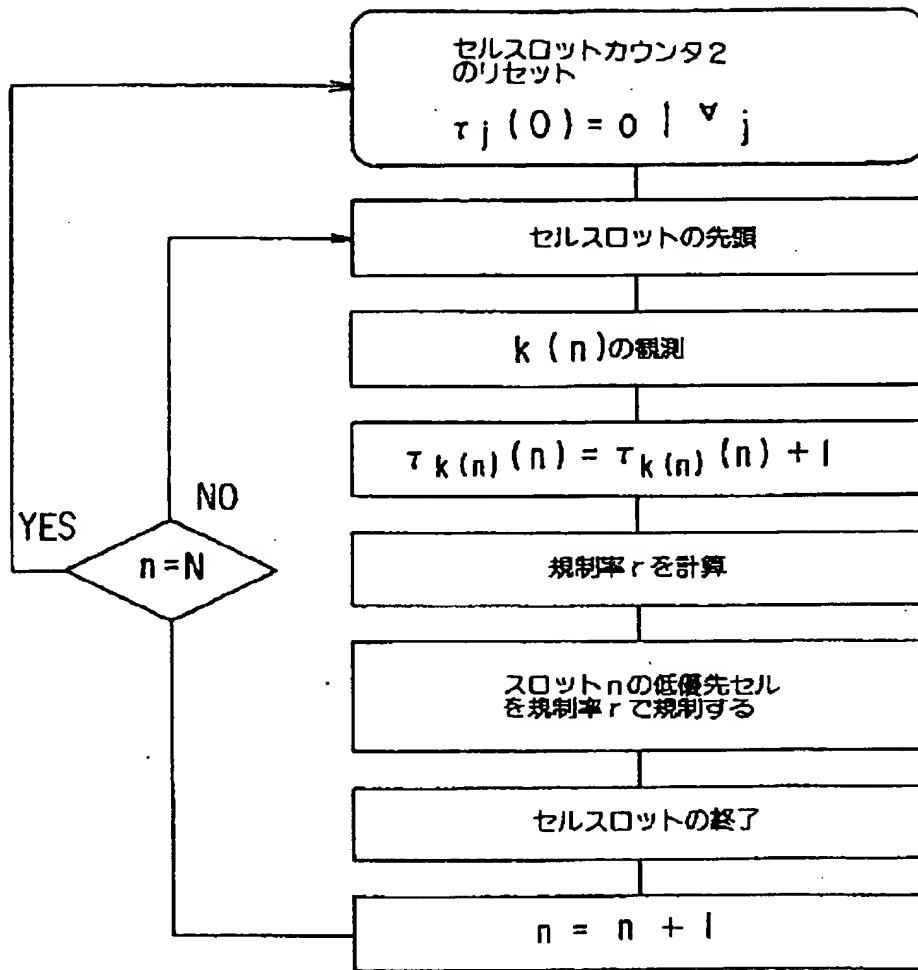 セルスロットカウンタ2
のリセット
τj(0)=0 | ∀j
セルスロットの先頭
k(n)の観測
τk(n)(n)=τk(n)(n)+1
NO
YES
n=N
規制率rを計算
スロットnの低優先セル
を規制率rで規制する
セルスロットの終了
n = n + 1